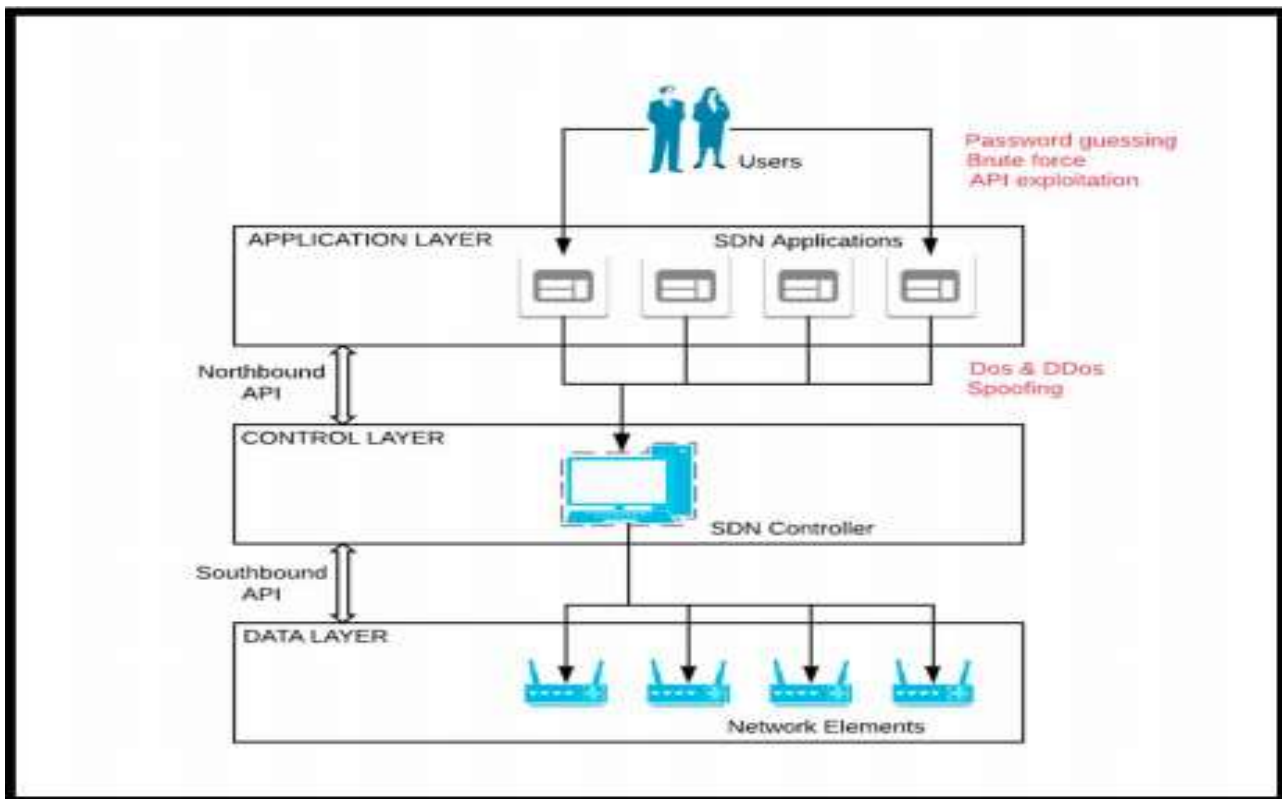 Users
Password guessing
Brute force
API exploitation
APPLICATION LAYER
SDN Applications
Northbound
API
Dos & DDos
Spoofing
CONTROL LAYER
SDN Controller
Southbound
API
DATA LAYER
Network Elements